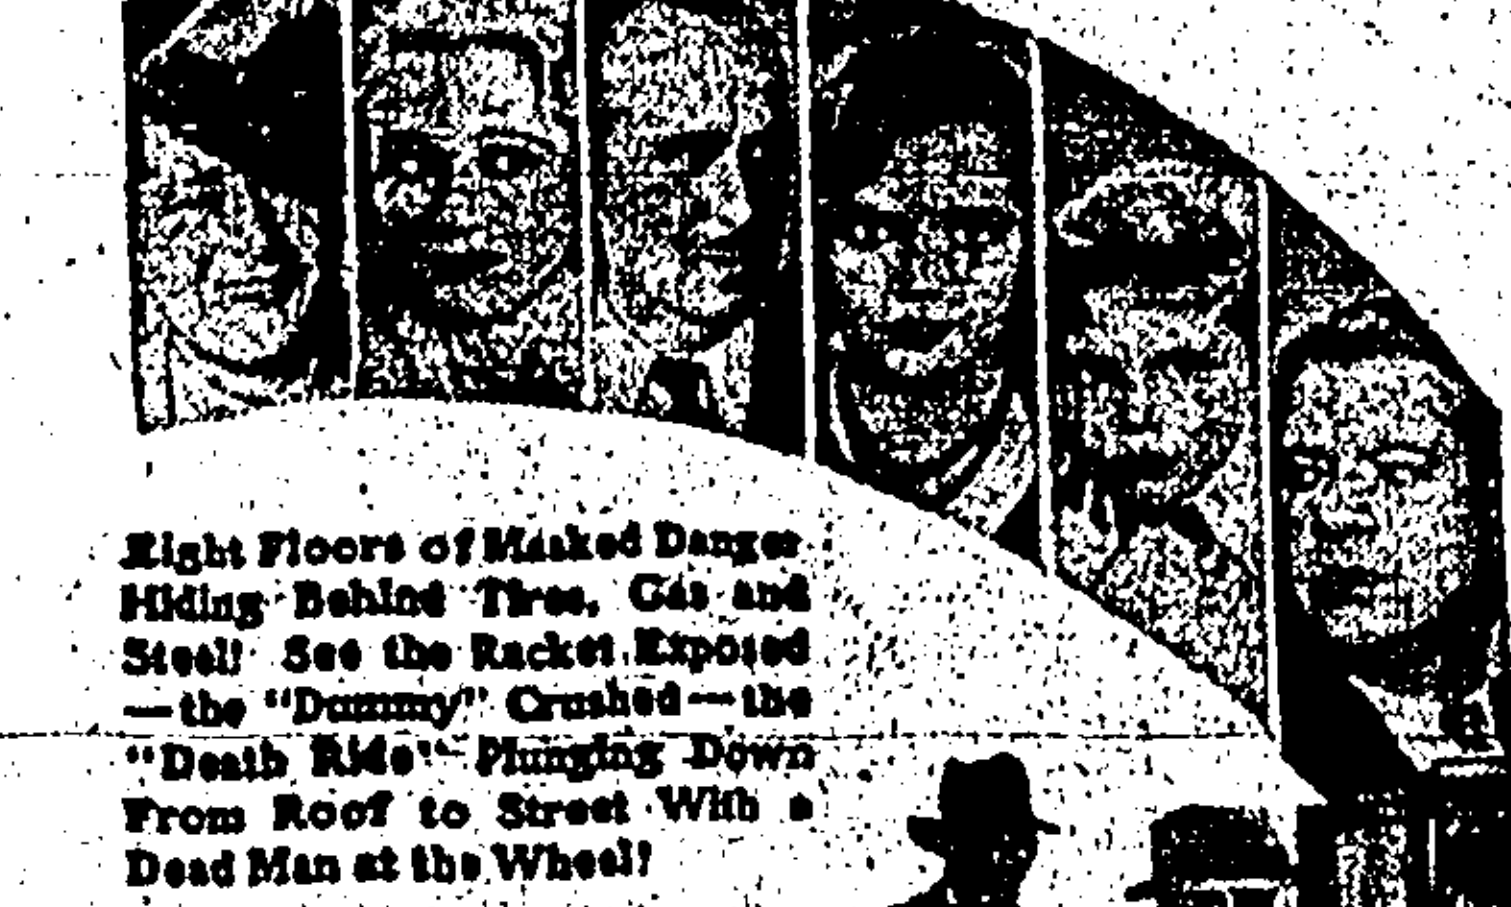 Eight Floors of Masked Danger
Hiding Behind Tires, Gas and
Steel! See the Racket Exposed
—the "Dummy" Crushed—the
"Death Ride" Plunging Down
From Roof to Street With a
Dead Man at the Wheel!